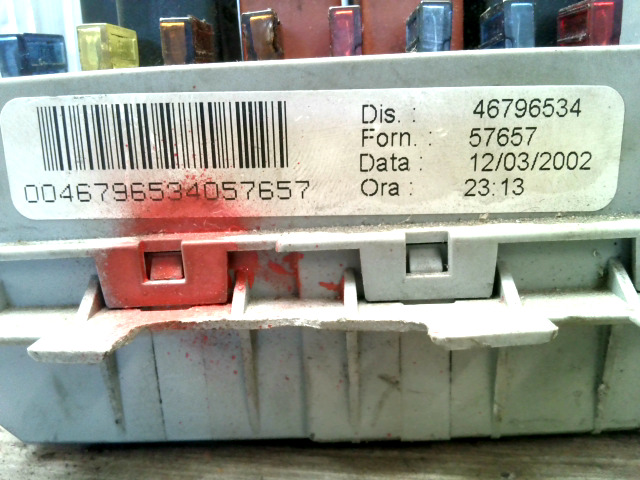 Dis. : 46796534
Forn. : 57657
Data : 12/03/2002
Ora : 23:13
0046796534057657